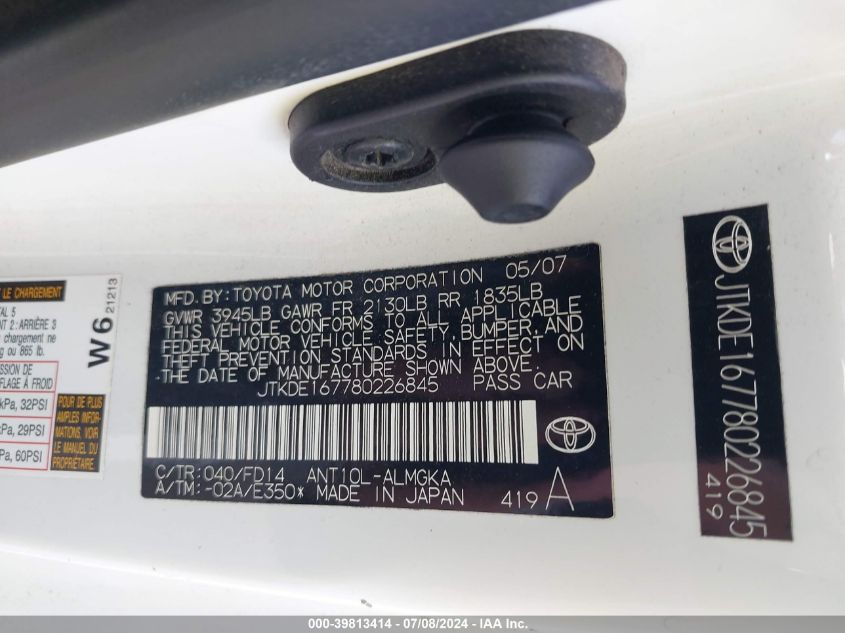 LE CHARGEMENT
AL 5
NT 2: ARRIÈRE 3
chargement ne
g ou 865 lb.
W6
21213
SSION DE
FLAGE À FROID
kPa, 32PSI
kPa, 29PSI
Pa, 60PSI
POUR DE PLUS
AMPLES INFOR-
MATIONS, VOIR
LE MANUEL DU
PROPRIÉTAIRE.
MFD. BY: TOYOTA MOTOR CORPORATION 05/07
GVWR 3945LB GAWR FR 2130LB RR 1835LB
THIS VEHICLE CONFORMS TO ALL APPLICABLE
FEDERAL MOTOR VEHICLE SAFETY, BUMPER, AND
THEFT PREVENTION STANDARDS IN EFFECT ON
THE DATE OF MANUFACTURE SHOWN ABOVE.
JTKDE167780226845 PASS CAR
C/TR: 040/FD14 ANT10L-ALMGKA
A/TM: -02A/E350* MADE IN JAPAN
419 A
JTKDE167780226845
419
000-39813414 - 07/08/2024 - IAA Inc.